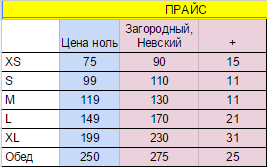 ПРАЙС
Загородный,
Цена ноль Невский +
XS 75 90 15
S 99 110 11
M 119 130 11
L 149 170 21
XL 199 230 31
Обед 250 275 25